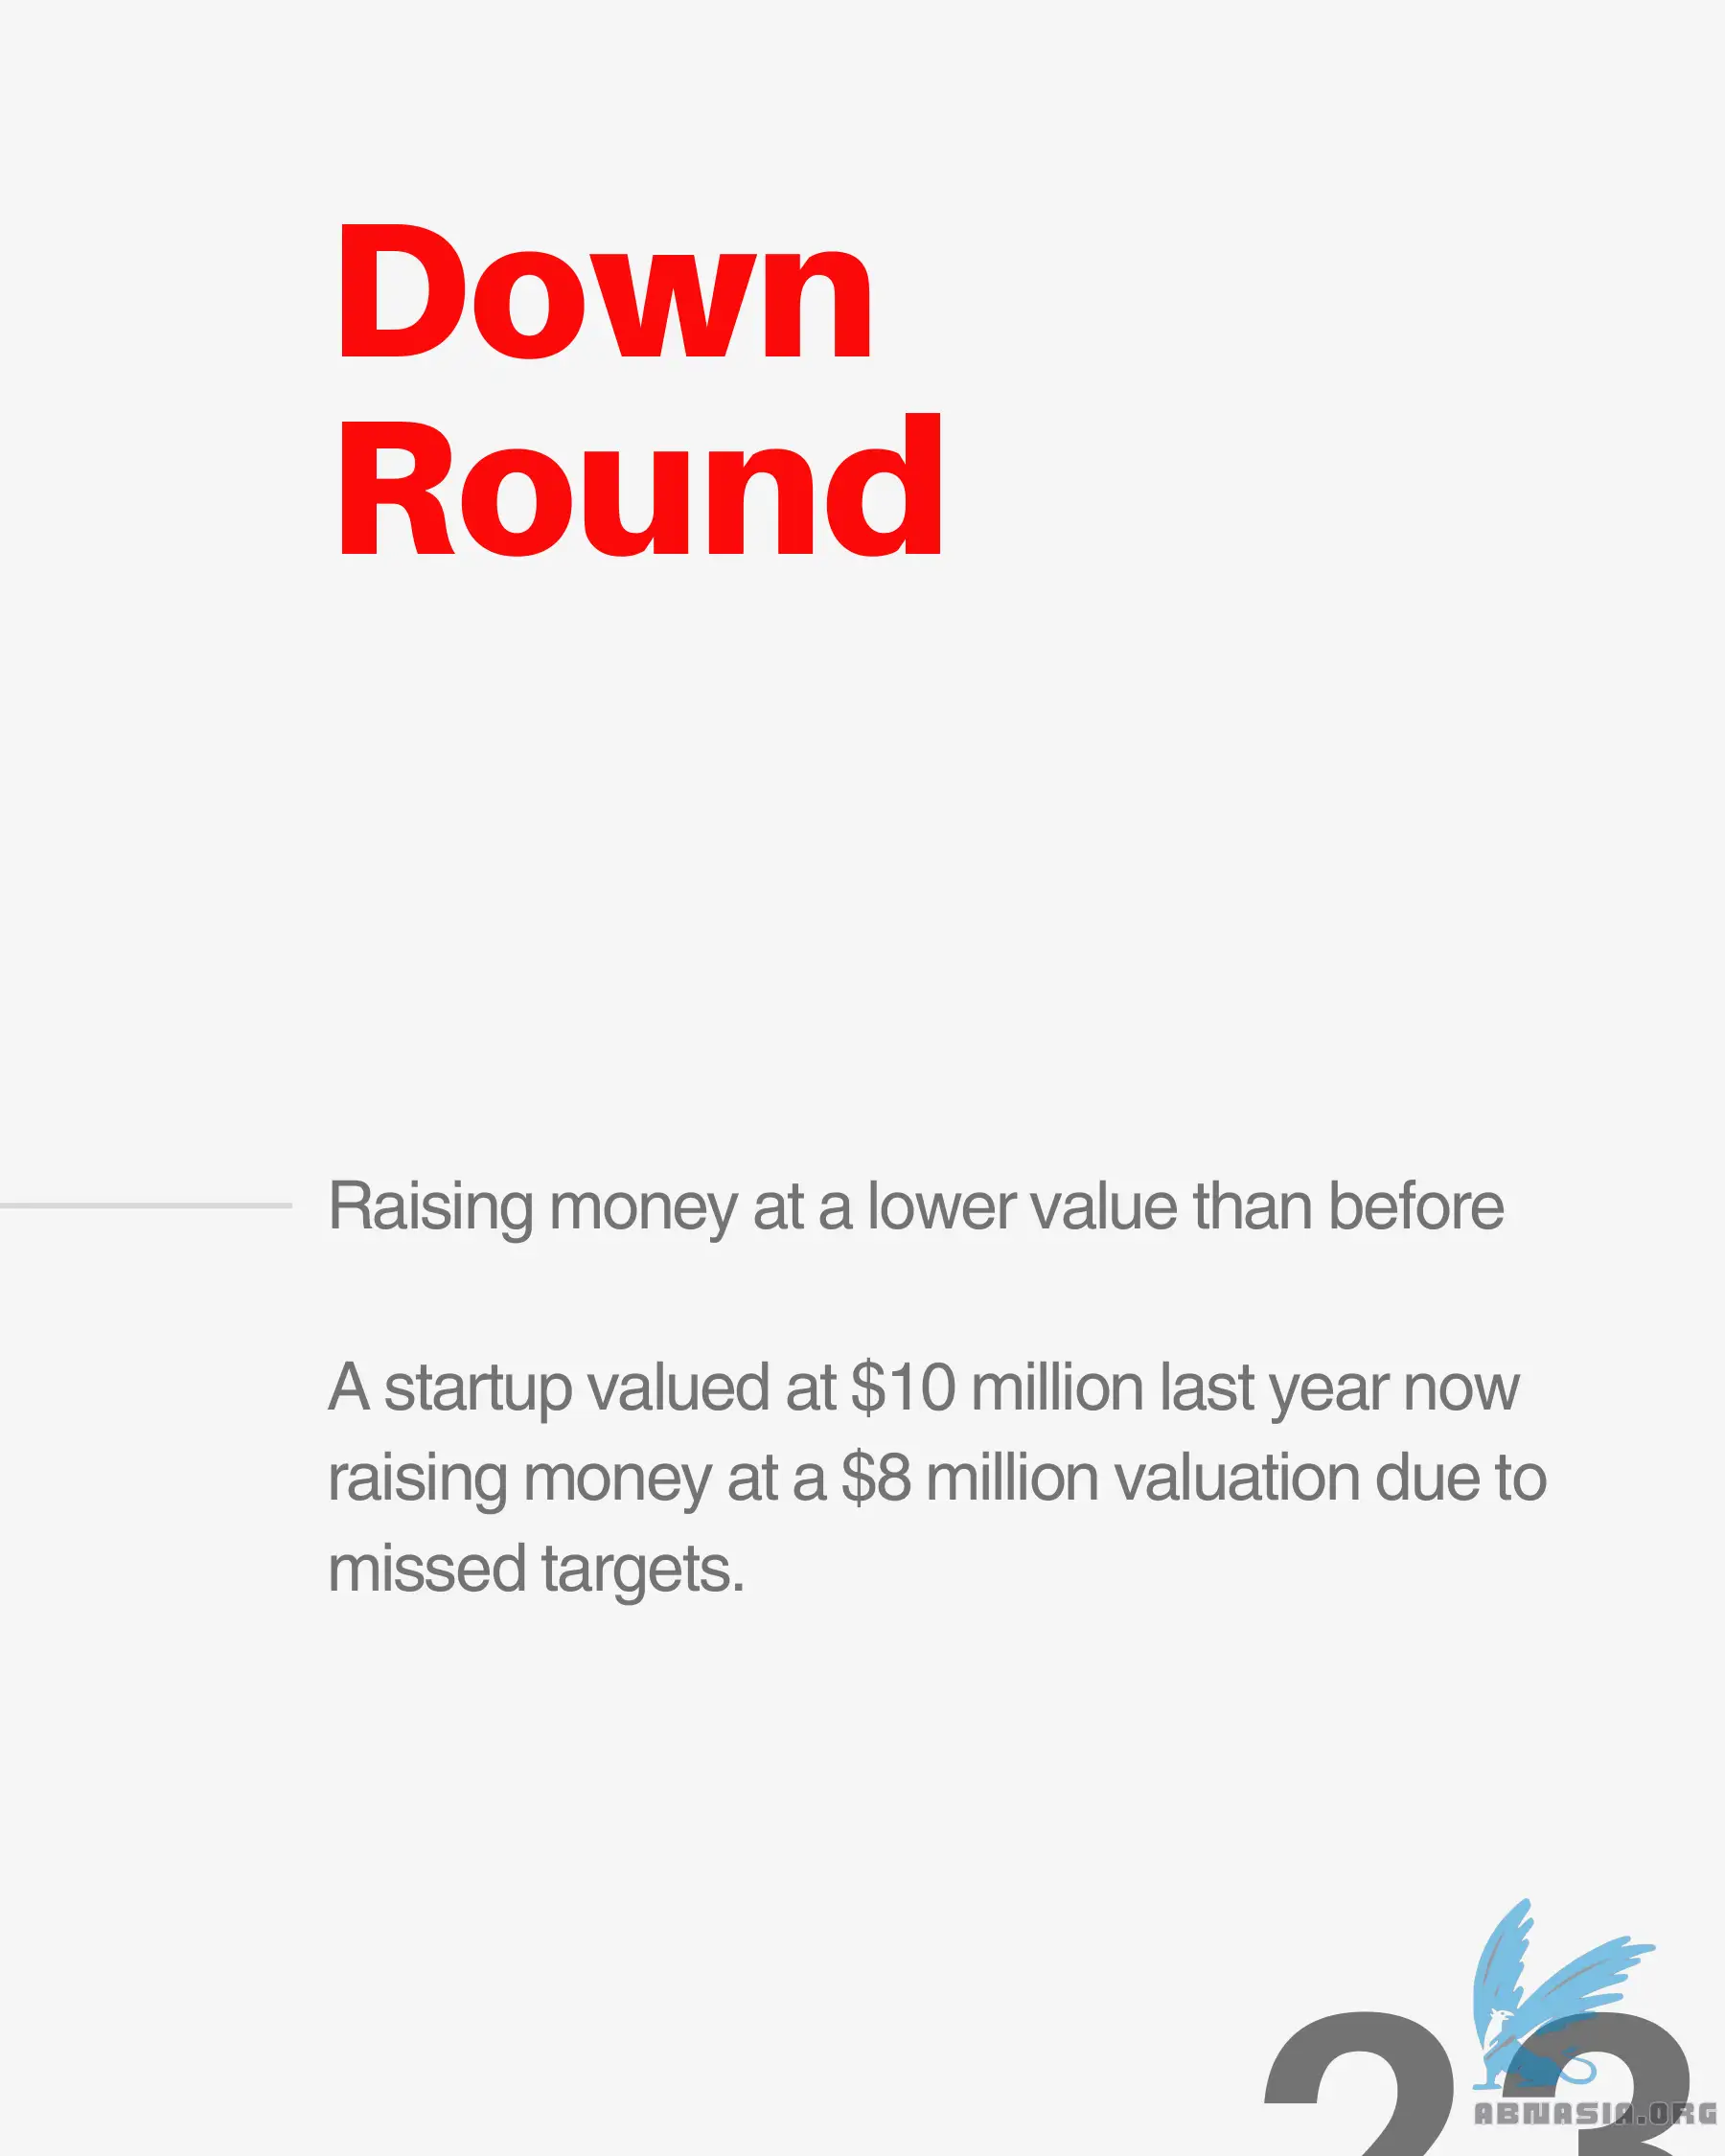 Down
Round
Raising money at a lower value than before
A startup valued at $10 million last year now
raising money at a $8 million valuation due to
missed targets.
23
ABNASIA.ORG